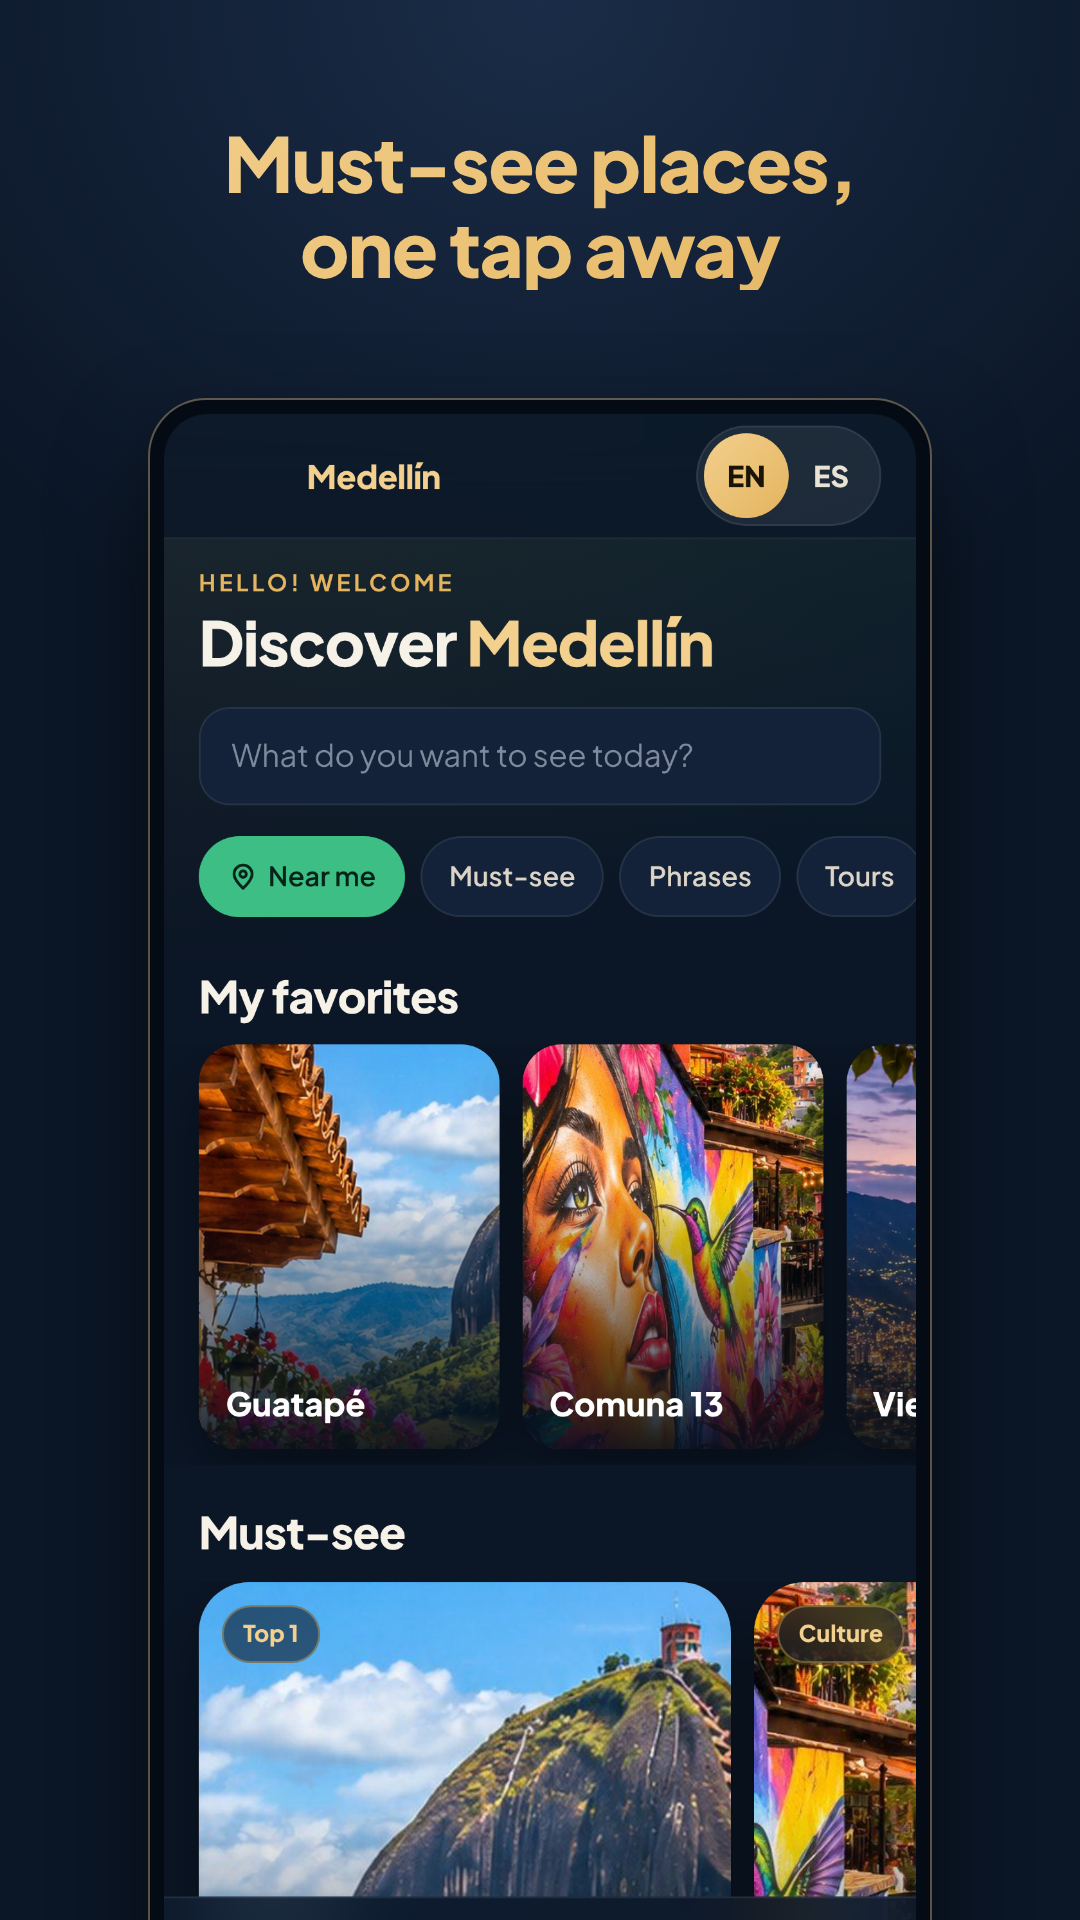 Must-see places,
one tap away
Medellín
EN ES
HELLO! WELCOME
Discover Medellín
What do you want to see today?
Near me Must-see Phrases Tours
My favorites
Guatapé Comuna 13 Vie
Must-see
Top 1 Culture